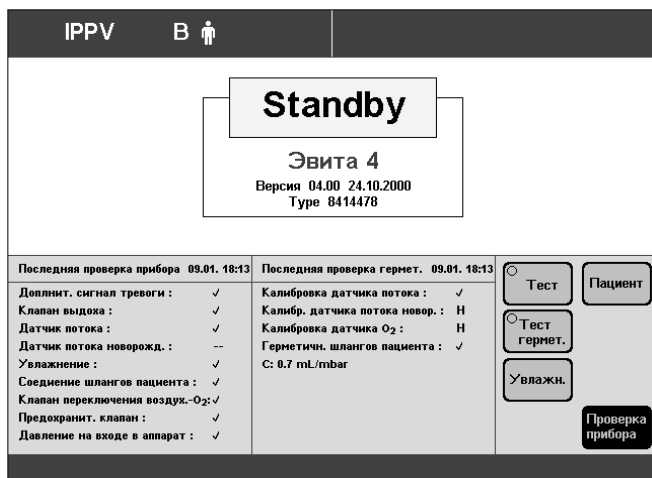 IPPV В
Standby
Эвита 4
Версия 04.00 24.10.2000
Type 8414478
Последняя проверка прибора 09.01. 18:13
Доплнит. сигнал тревоги : ✓
Клапан выдоха : ✓
Датчик потока : ✓
Датчик потока новорожд. : --
Увлажнение : ✓
Соедиение шлангов пациента : ✓
Клапан переключения воздух.-O₂: ✓
Предохранит. клапан : ✓
Давление на входе в аппарат : ✓
Последняя проверка гермет. 09.01. 18:13
Калибровка датчика потока : ✓
Калибр. датчика потока новор. : Н
Калибровка датчика O₂ : Н
Герметичн. шлангов пациента : ✓
C: 0.7 mL/mbar
Тест
Пациент
Тест
гермет.
Увлажн.
Проверка
прибора